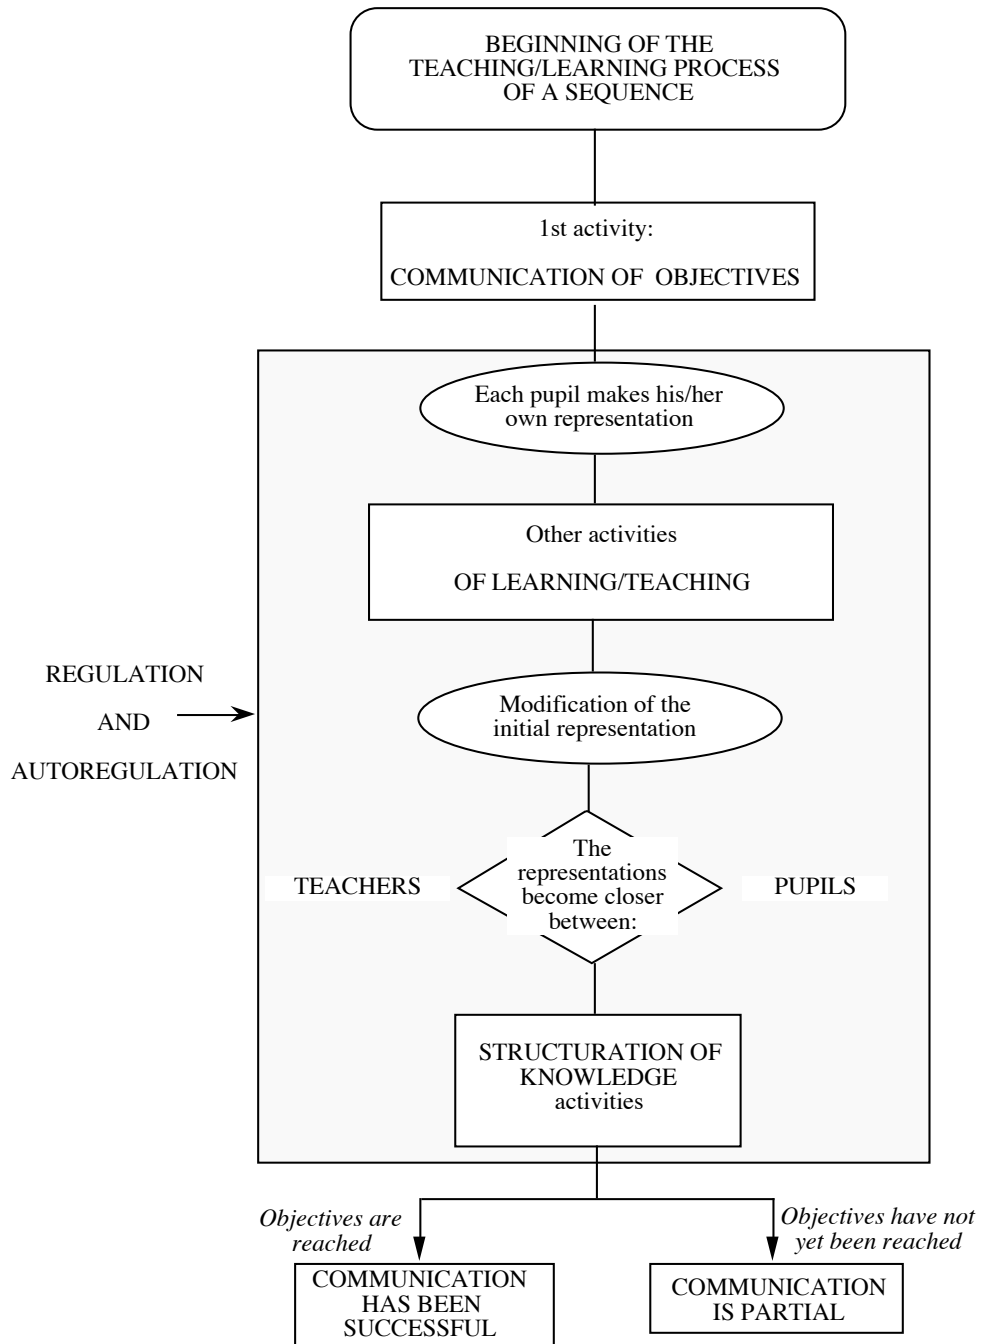 BEGINNING OF THE
TEACHING/LEARNING PROCESS
OF A SEQUENCE
1st activity:
COMMUNICATION OF OBJECTIVES
Each pupil makes his/her
own representation
Other activities
OF LEARNING/TEACHING
REGULATION
AND
AUTOREGULATION
Modification of the
initial representation
TEACHERS
The
representations
become closer
between:
PUPILS
STRUCTURATION OF
KNOWLEDGE
activities
Objectives are
reached
Objectives have not
yet been reached
COMMUNICATION
HAS BEEN
SUCCESSFUL
COMMUNICATION
IS PARTIAL